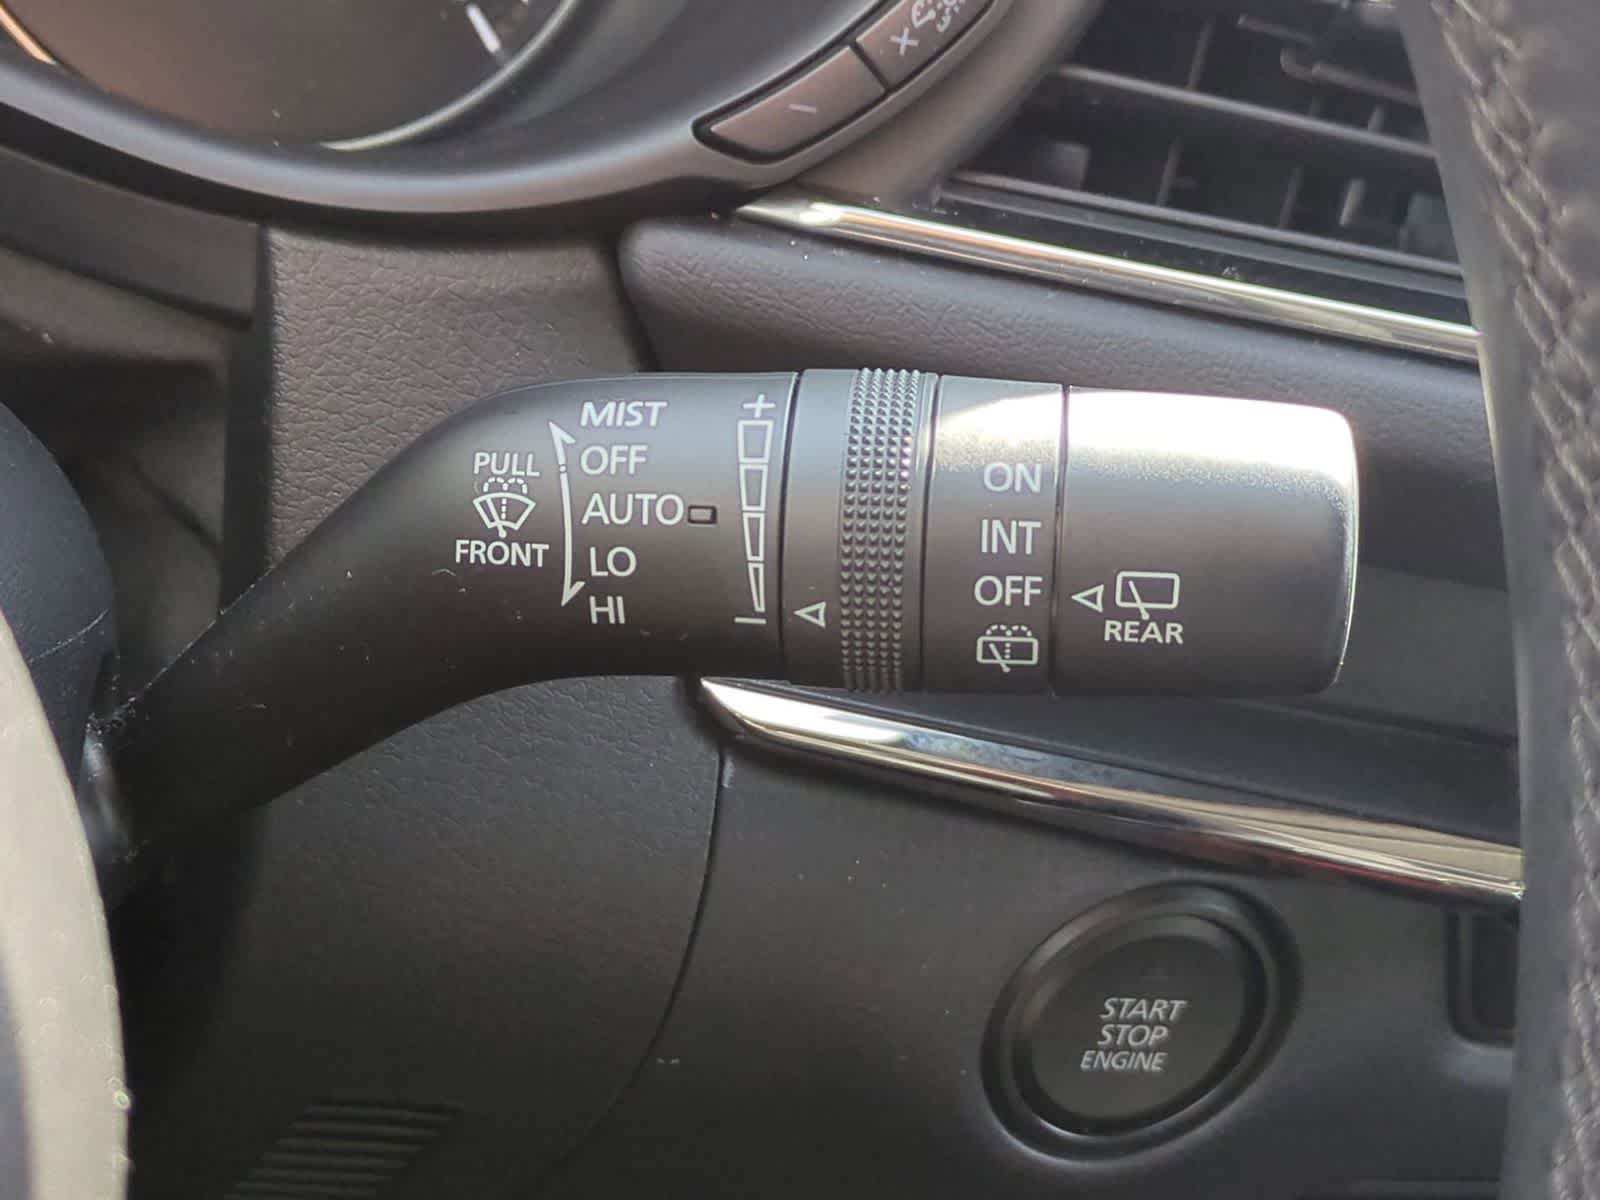 PULL
FRONT
MIST
OFF
AUTO
LO
HI
+
−
ON
INT
OFF
REAR
START
STOP
ENGINE